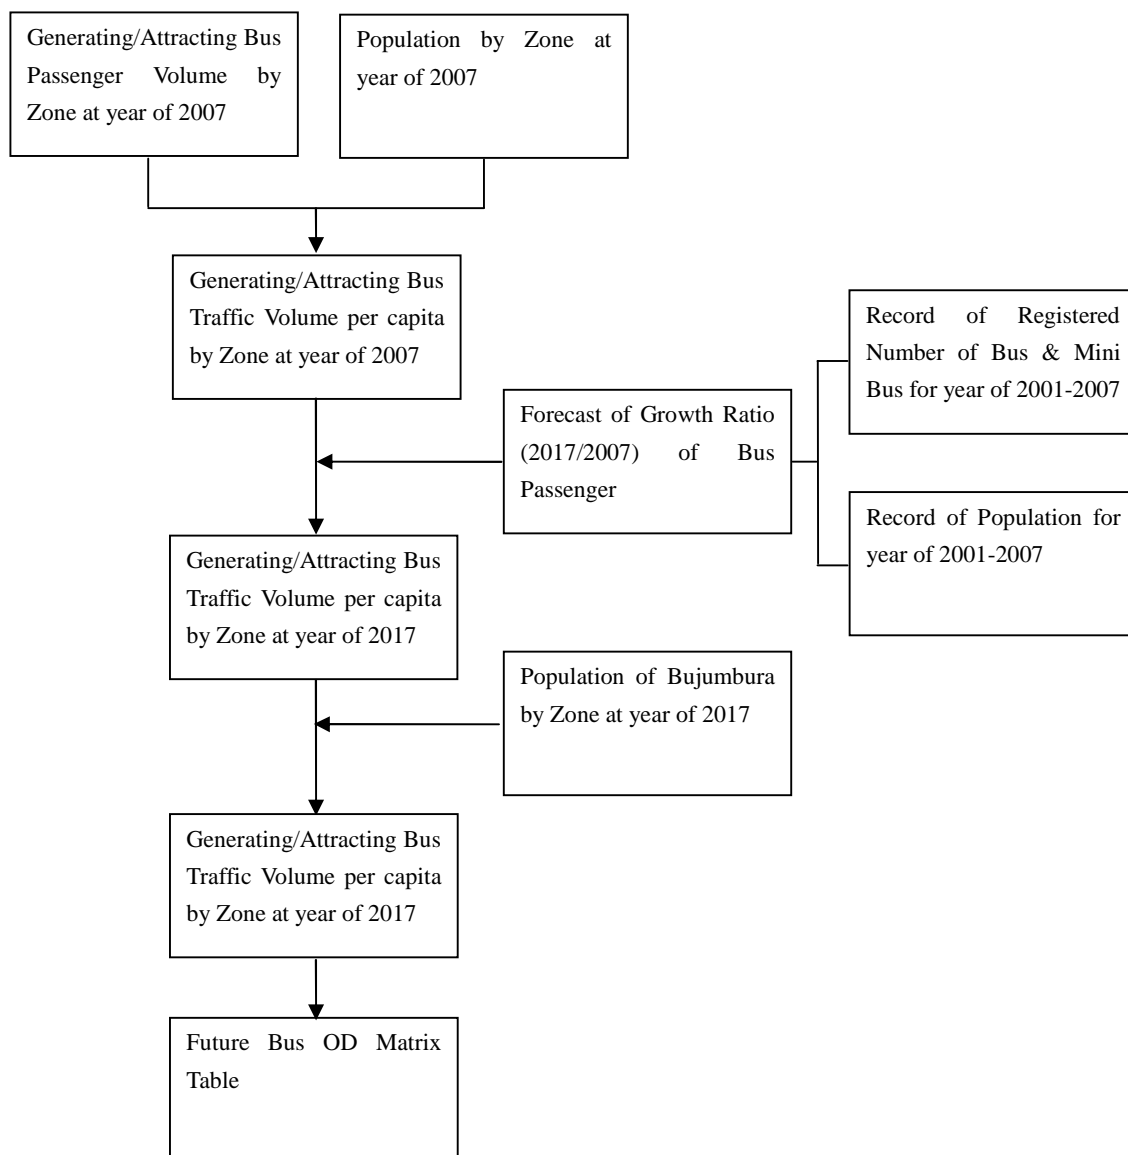 Generating/Attracting Bus
Passenger Volume by
Zone at year of 2007
Population by Zone at
year of 2007
Generating/Attracting Bus
Traffic Volume per capita
by Zone at year of 2007
Record of Registered
Number of Bus & Mini
Bus for year of 2001-2007
Forecast of Growth Ratio
(2017/2007) of Bus
Passenger
Record of Population for
year of 2001-2007
Generating/Attracting Bus
Traffic Volume per capita
by Zone at year of 2017
Population of Bujumbura
by Zone at year of 2017
Generating/Attracting Bus
Traffic Volume per capita
by Zone at year of 2017
Future Bus OD Matrix
Table